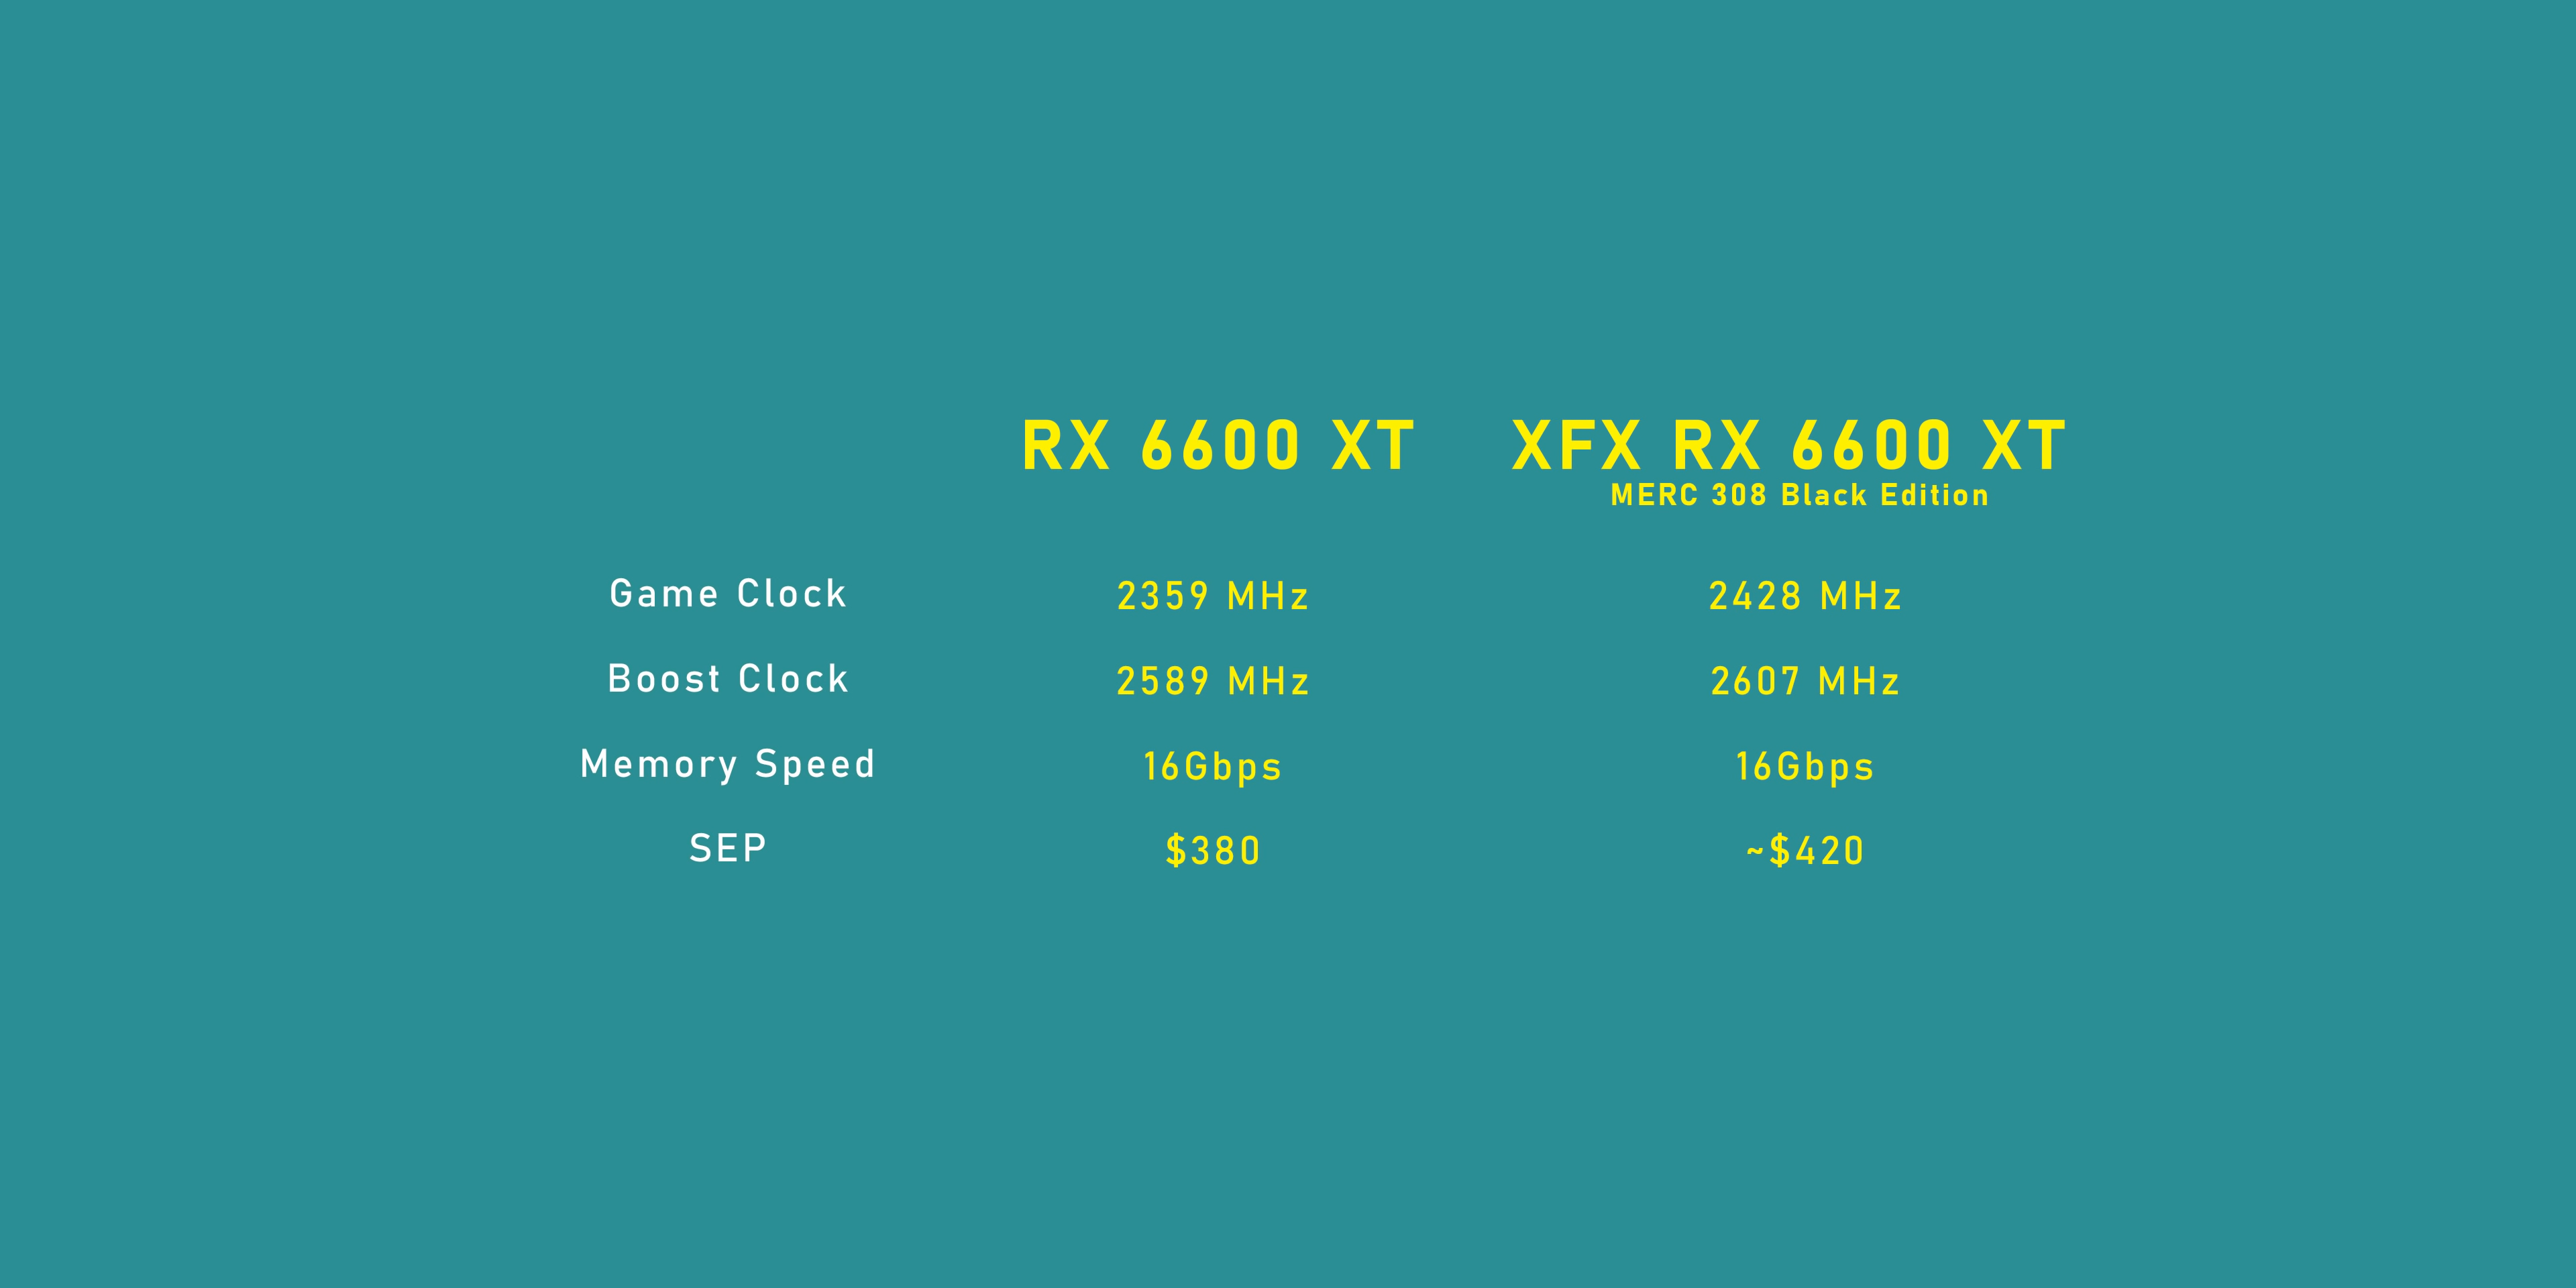 RX 6600 XT XFX RX 6600 XT
MERC 308 Black Edition
Game Clock 2359 MHz 2428 MHz
Boost Clock 2589 MHz 2607 MHz
Memory Speed 16Gbps 16Gbps
SEP $380 ~$420